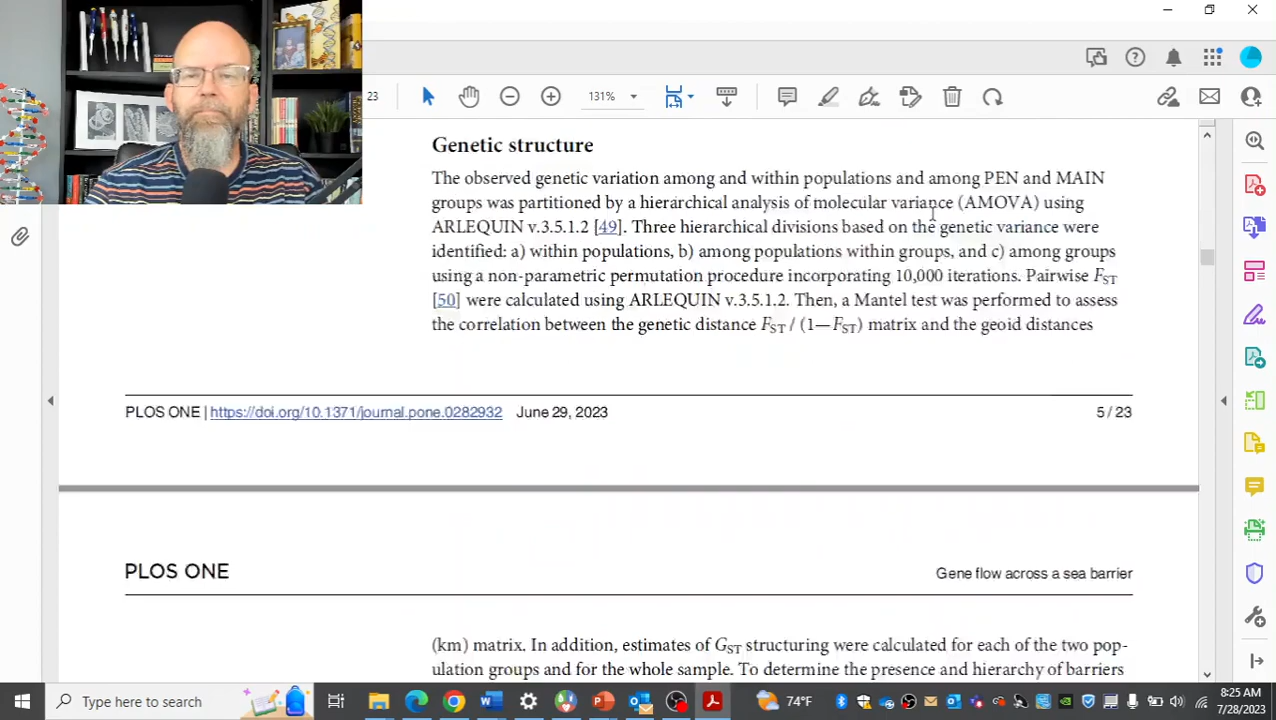 23
131%
Genetic structure
The observed genetic variation among and within populations and among PEN and MAIN
groups was partitioned by a hierarchical analysis of molecular variance (AMOVA) using
ARLEQUIN v.3.5.1.2 [49]. Three hierarchical divisions based on the genetic variance were
identified: a) within populations, b) among populations within groups, and c) among groups
using a non-parametric permutation procedure incorporating 10,000 iterations. Pairwise FST
[50] were calculated using ARLEQUIN v.3.5.1.2. Then, a Mantel test was performed to assess
the correlation between the genetic distance FST / (1—FST) matrix and the geoid distances
PLOS ONE | https://doi.org/10.1371/journal.pone.0282932 June 29, 2023 5 / 23
PLOS ONE Gene flow across a sea barrier
(km) matrix. In addition, estimates of GST structuring were calculated for each of the two pop-
ulation groups and for the whole sample. To determine the presence and hierarchy of barriers
Type here to search
74°F
8:25 AM
7/28/2023